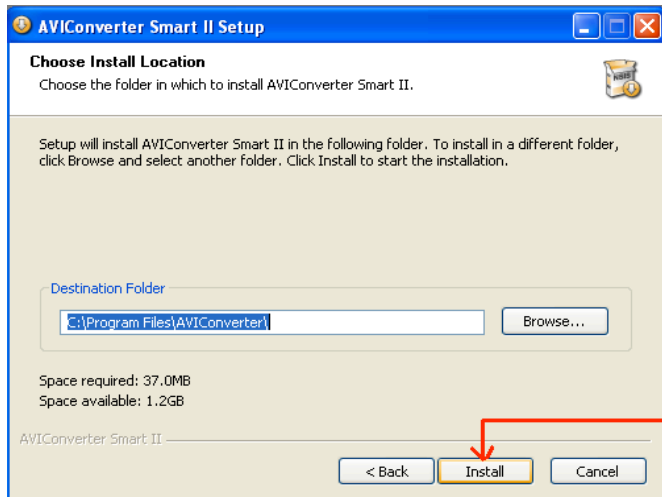 AVIConverter Smart II Setup
Choose Install Location
Choose the folder in which to install AVIConverter Smart II.
NSIS
Setup will install AVIConverter Smart II in the following folder. To install in a different folder,
click Browse and select another folder. Click Install to start the installation.
Destination Folder
C:\Program Files\AVIConverter\
Browse...
Space required: 37.0MB
Space available: 1.2GB
AVIConverter Smart II
< Back
Install
Cancel